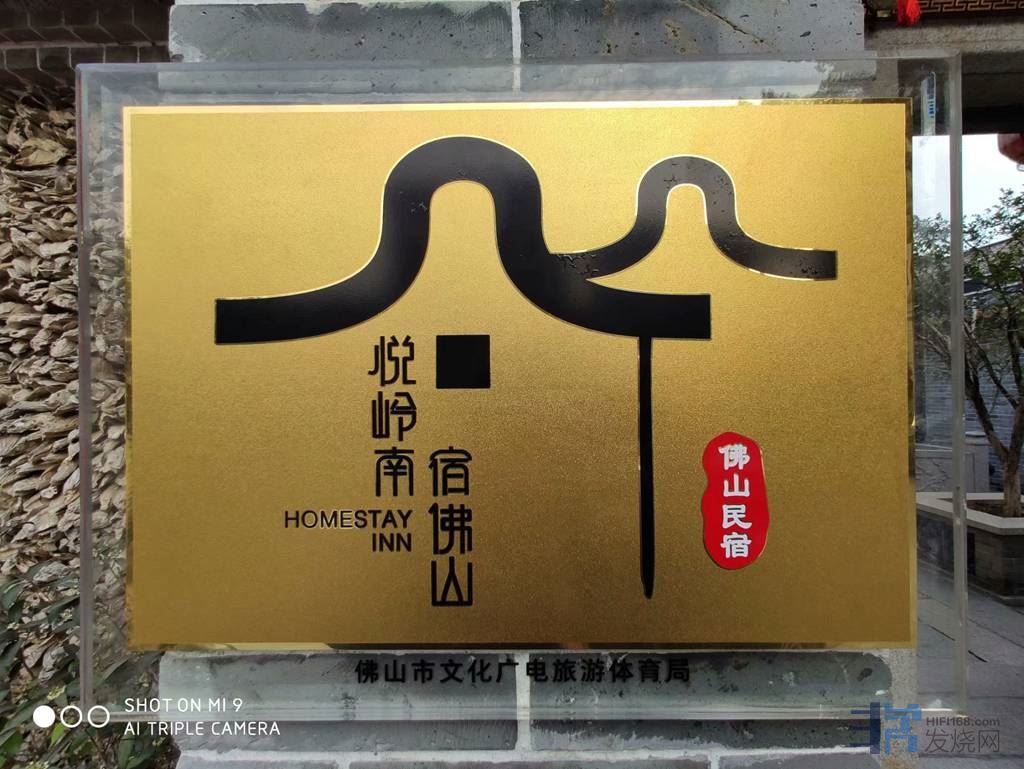 悦岭南
宿佛山
HOMESTAY
INN
佛山民宿
佛山市文化广电旅游体育局
SHOT ON MI 9
AI TRIPLE CAMERA
HIFI168.com
发烧网